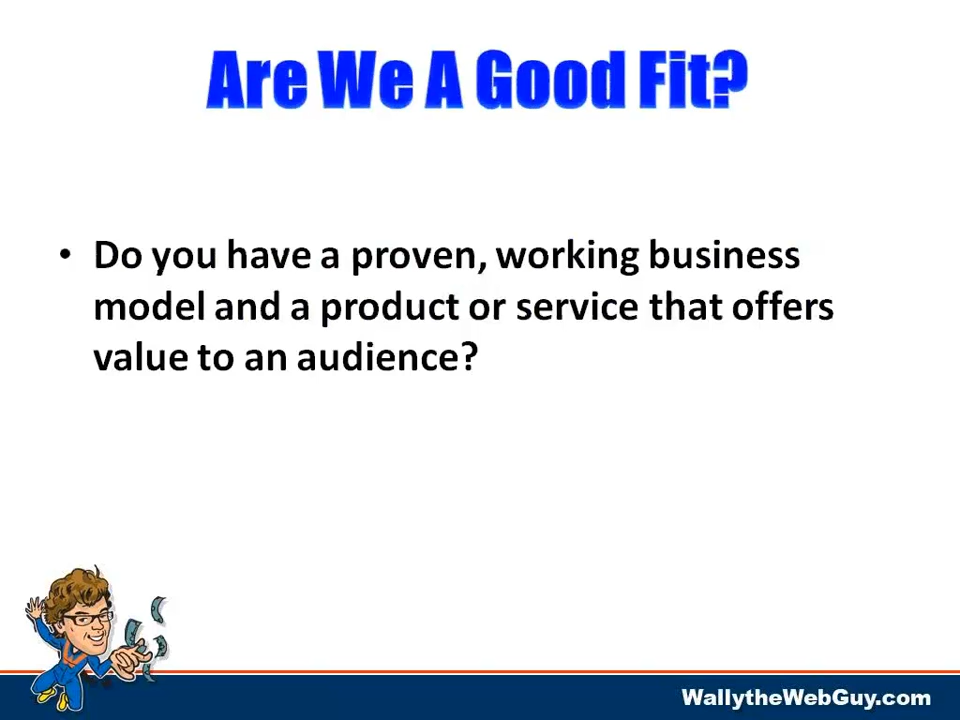 Are We A Good Fit?
• Do you have a proven, working business
model and a product or service that offers
value to an audience?
WallytheWebGuy.com